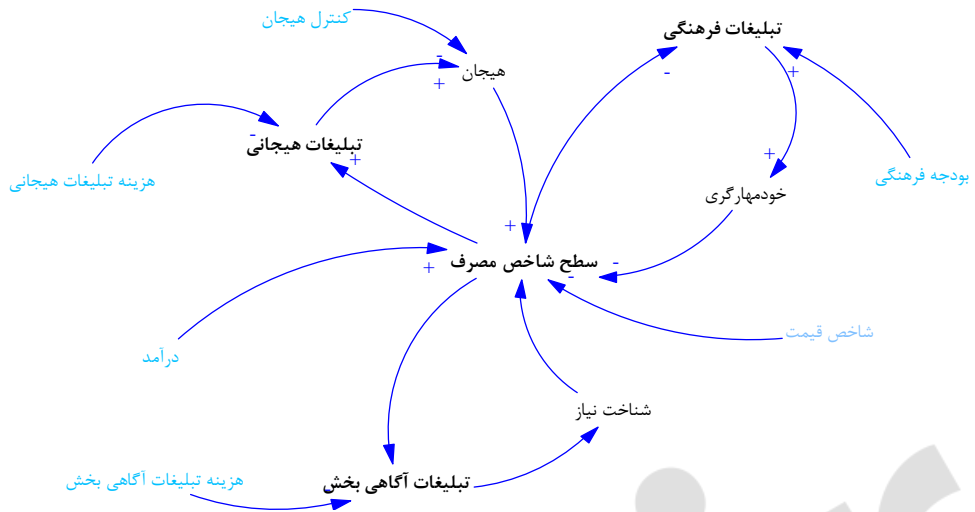 کنترل هیجان
تبلیغات فرهنگی
-
-
+
هیجان
+
-
تبلیغات هیجانی
+
هزینه تبلیغات هیجانی
+
بودجه فرهنگی
خودمهارگری
+
سطح شاخص مصرف
-
-
+
درآمد
شاخص قیمت
شناخت نیاز
هزینه تبلیغات آگاهی بخش
تبلیغات آگاهی بخش
-